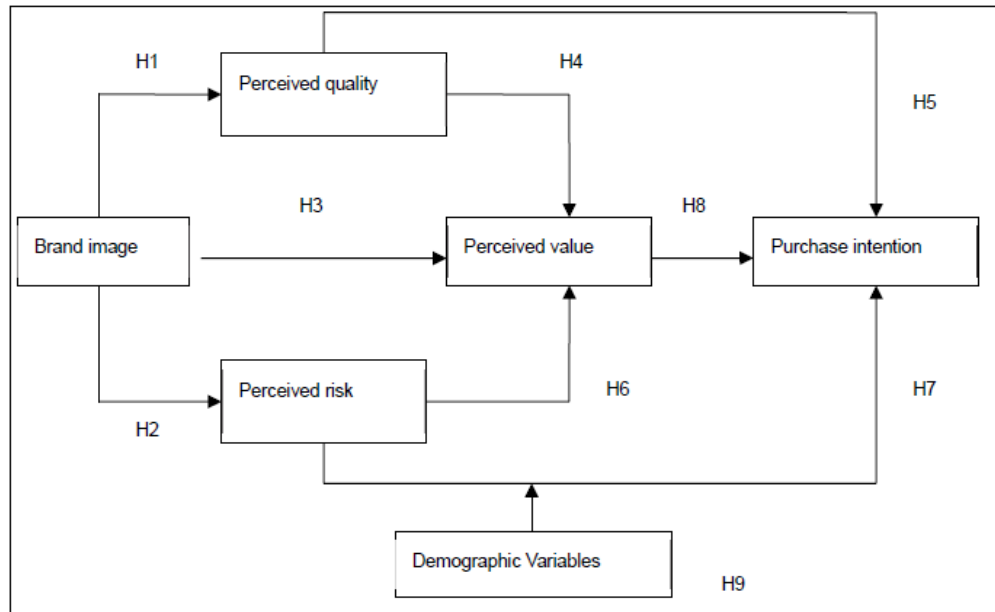 H1
Perceived quality
H4
H5
H3
H8
Brand image
Perceived value
Purchase intention
Perceived risk
H6
H7
H2
Demographic Variables
H9